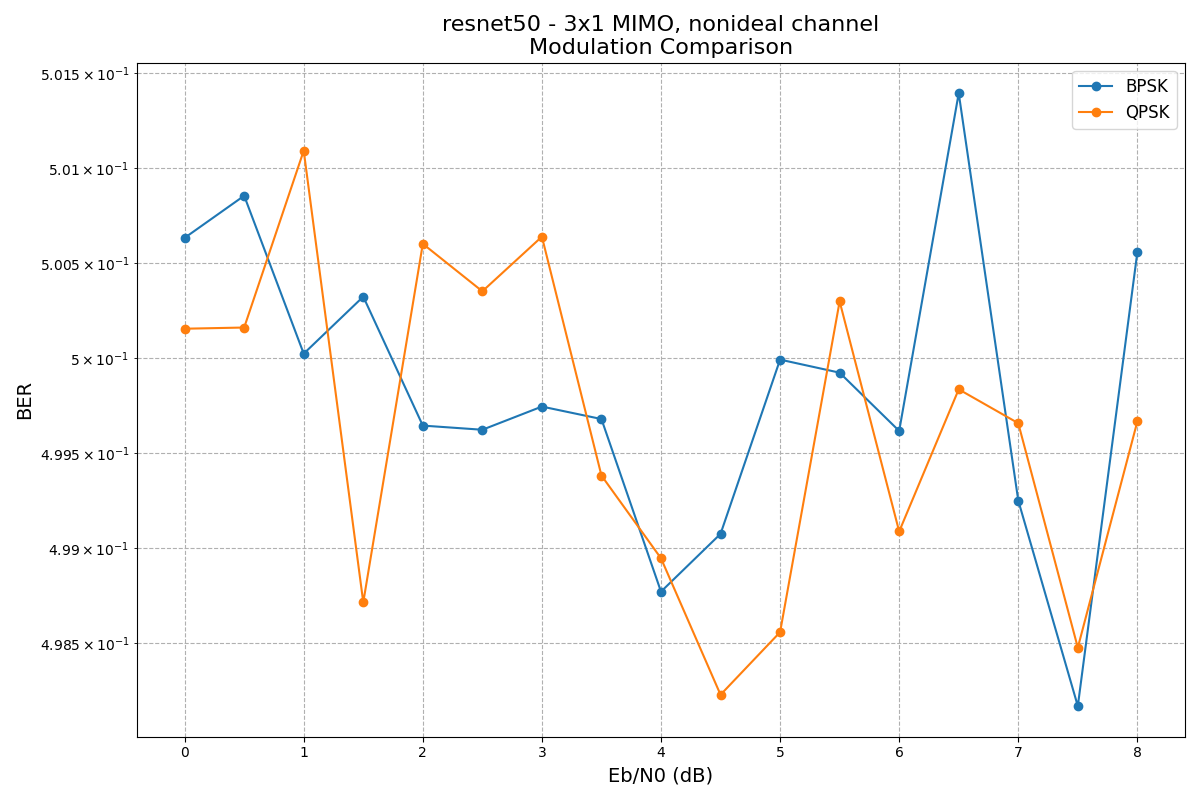 resnet50 - 3x1 MIMO, nonideal channel
Modulation Comparison
BPSK
QPSK
5.015 × 10⁻¹
5.01 × 10⁻¹
5.005 × 10⁻¹
5 × 10⁻¹
4.995 × 10⁻¹
4.99 × 10⁻¹
4.985 × 10⁻¹
BER
0 1 2 3 4 5 6 7 8
Eb/N0 (dB)